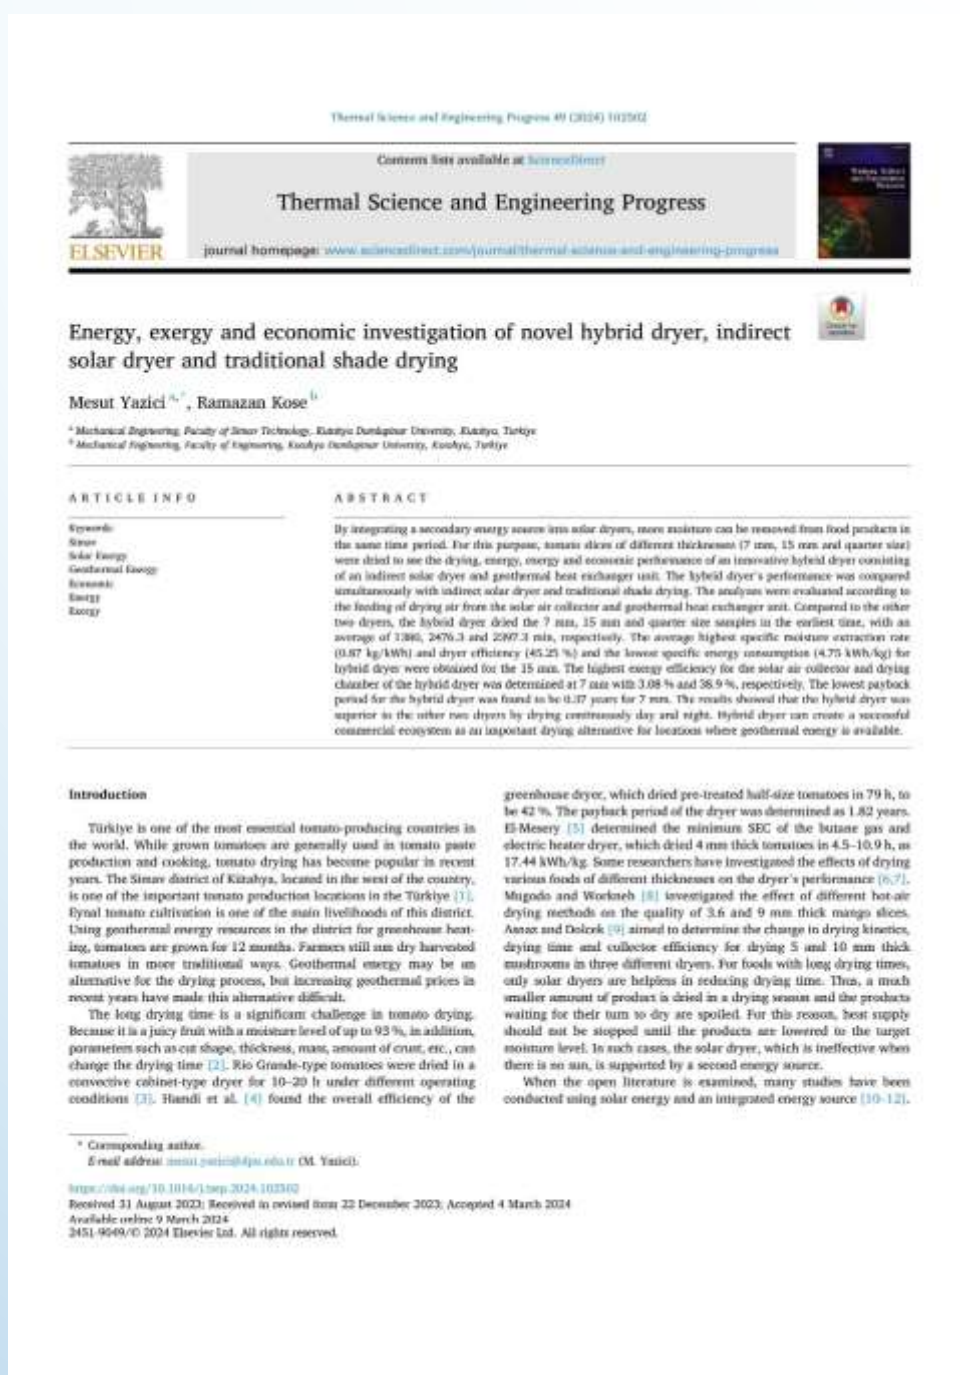 Thermal Science and Engineering Progress 49 (2024) 102502
Contents lists available at ScienceDirect
Thermal Science and Engineering Progress
ELSEVIER
journal homepage: www.sciencedirect.com/journal/thermal-science-and-engineering-progress
Energy, exergy and economic investigation of novel hybrid dryer, indirect
solar dryer and traditional shade drying
Mesut Yazici a,*, Ramazan Kose b
a Mechanical Engineering, Faculty of Simav Technology, Kutahya Dumlupinar University, Kutahya, Turkiye
b Mechanical Engineering, Faculty of Engineering, Kutahya Dumlupinar University, Kutahya, Turkiye
ARTICLE INFO
Keywords:
Simav
Solar Energy
Geothermal Energy
Economic
Energy
Exergy
ABSTRACT
By integrating a secondary energy source into solar dryers, more moisture can be removed from food products in
the same time period. For this purpose, tomato slices of different thicknesses (7 mm, 15 mm and quarter size)
were dried to see the drying, energy, exergy and economic performance of an innovative hybrid dryer consisting
of an indirect solar dryer and geothermal heat exchanger unit. The hybrid dryer's performance was compared
simultaneously with indirect solar dryer and traditional shade drying. The analyses were evaluated according to
the feeding of drying air from the solar air collector and geothermal heat exchanger unit. Compared to the other
two dryers, the hybrid dryer dried the 7 mm, 15 mm and quarter size samples in the earliest time, with an
average of 1380, 2476.3 and 2397.3 min, respectively. The average highest specific moisture extraction rate
(0.87 kg/kWh) and dryer efficiency (45.25 %) and the lowest specific energy consumption (4.75 kWh/kg) for
hybrid dryer were obtained for the 15 mm. The highest exergy efficiency for the solar air collector and drying
chamber of the hybrid dryer was determined at 7 mm with 3.08 % and 38.9 %, respectively. The lowest payback
period for the hybrid dryer was found to be 0.37 years for 7 mm. The results showed that the hybrid dryer was
superior to the other two dryers by drying continuously day and night. Hybrid dryer can create a successful
commercial ecosystem as an important drying alternative for locations where geothermal energy is available.
Introduction
Türkiye is one of the most essential tomato-producing countries in
the world. While grown tomatoes are generally used in tomato paste
production and cooking, tomato drying has become popular in recent
years. The Simav district of Kütahya, located in the west of the country,
is one of the important tomato production locations in the Türkiye [1].
Eynal tomato cultivation is one of the main livelihoods of this district.
Using geothermal energy resources in the district for greenhouse heat-
ing, tomatoes are grown for 12 months. Farmers still sun dry harvested
tomatoes in more traditional ways. Geothermal energy may be an
alternative for the drying process, but increasing geothermal prices in
recent years have made this alternative difficult.
The long drying time is a significant challenge in tomato drying.
Because it is a juicy fruit with a moisture level of up to 93 %, in addition,
parameters such as cut shape, thickness, mass, amount of crust, etc., can
change the drying time [2]. Rio Grande-type tomatoes were dried in a
convective cabinet-type dryer for 10–20 h under different operating
conditions [3]. Hamdi et al. [4] found the overall efficiency of the
greenhouse dryer, which dried pre-treated half-size tomatoes in 79 h, to
be 42 %. The payback period of the dryer was determined as 1.82 years.
El-Mesery [5] determined the minimum SEC of the butane gas and
electric heater dryer, which dried 4 mm thick tomatoes in 4.5–10.9 h, as
17.44 kWh/kg. Some researchers have investigated the effects of drying
various foods of different thicknesses on the dryer's performance [6,7].
Mugodo and Workneh [8] investigated the effect of different hot-air
drying methods on the quality of 3.6 and 9 mm thick mango slices.
and Dolcek [9] aimed to determine the change in drying kinetics,
drying time and collector efficiency for drying 5 and 10 mm thick
mushrooms in three different dryers. For foods with long drying times,
only solar dryers are helpless in reducing drying time. Thus, a much
smaller amount of product is dried in a drying season and the products
waiting for their turn to dry are spoiled. For this reason, heat supply
should not be stopped until the products are lowered to the target
moisture level. In such cases, the solar dryer, which is ineffective when
there is no sun, is supported by a second energy source.
When the open literature is examined, many studies have been
conducted using solar energy and an integrated energy source [10–12].
* Corresponding author.
E-mail address: mesut.yazici@dpu.edu.tr (M. Yazici).
https://doi.org/10.1016/j.tsep.2024.102502
Received 31 August 2023; Received in revised form 22 December 2023; Accepted 4 March 2024
Available online 9 March 2024
2451-9049/© 2024 Elsevier Ltd. All rights reserved.